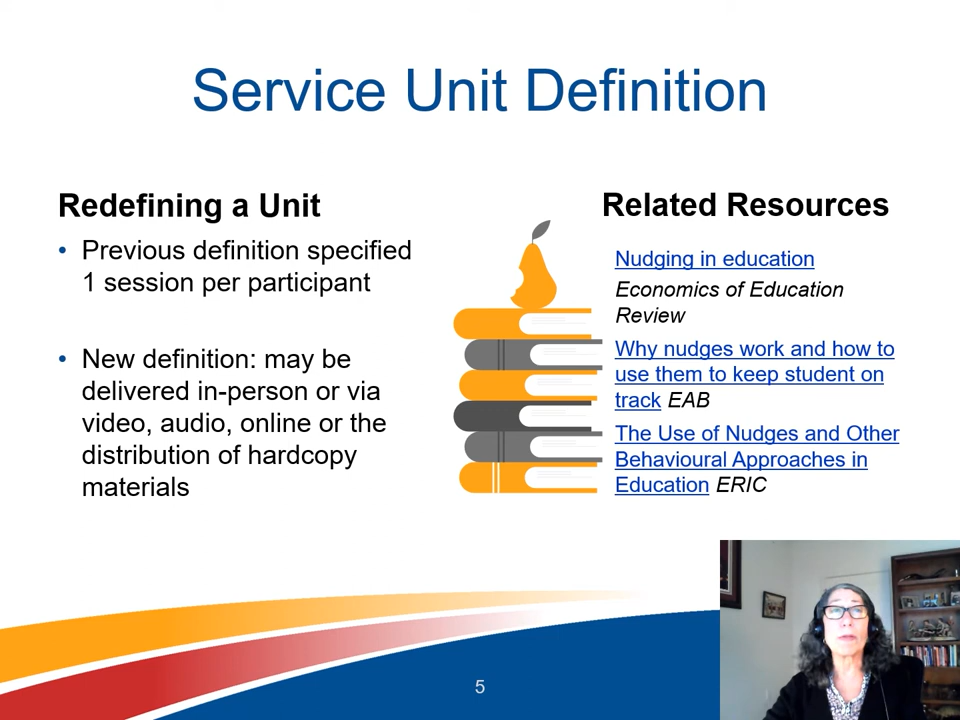 Service Unit Definition
Redefining a Unit
• Previous definition specified
1 session per participant
• New definition: may be
delivered in-person or via
video, audio, online or the
distribution of hardcopy
materials
Related Resources
Nudging in education
Economics of Education
Review
Why nudges work and how to
use them to keep student on
track EAB
The Use of Nudges and Other
Behavioural Approaches in
Education ERIC
5